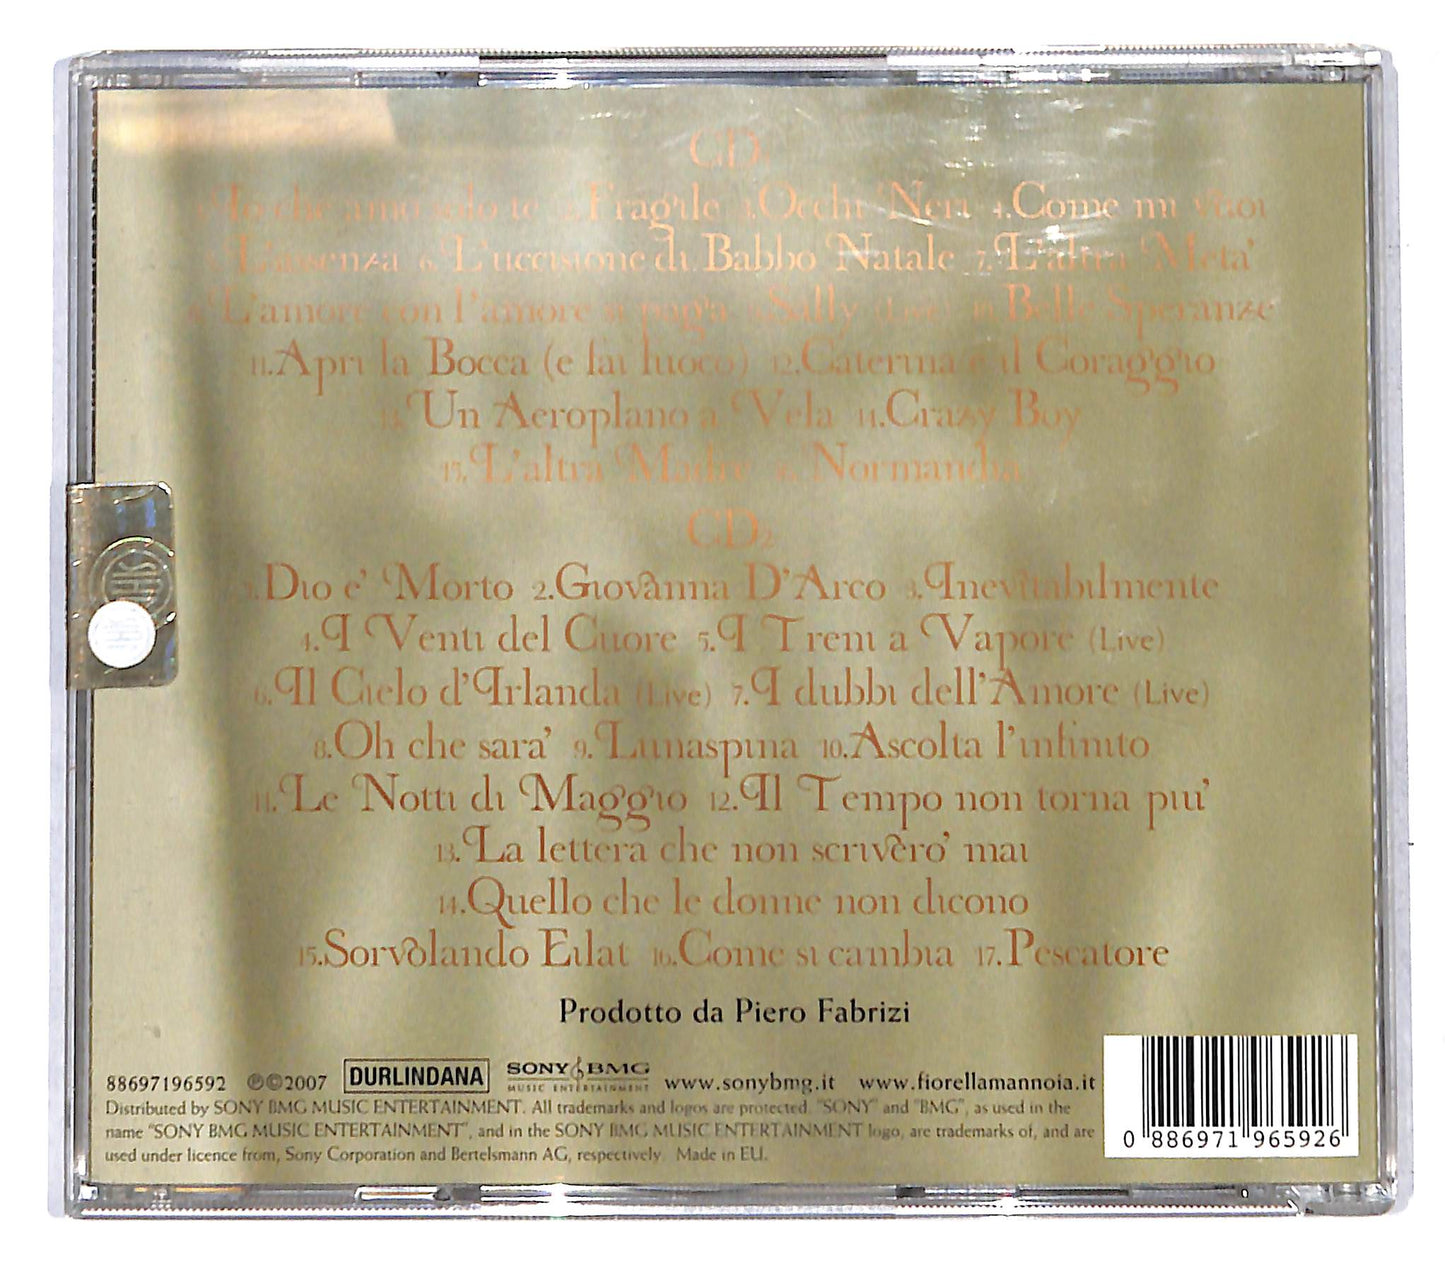 CD1
1.Io che amo solo te 2.Fragile 3.Occhi Neri 4.Come mi vuoi
5.L'assenza 6.L'uccisione di Babbo Natale 7.L'altra Meta'
8.L'amore con l'amore si paga 9.Sally (Live) 10.Belle Speranze
11.Apri la Bocca (e fai fuoco) 12.Caterina e il Coraggio
13.Un Aeroplano a Vela 14.Crazy Boy
15.L'altra Madre 16.Normandia
CD2
1.Dio e' Morto 2.Giovanna D'Arco 3.Inevitabilmente
4.I Venti del Cuore 5.I Treni a Vapore (Live)
6.Il Cielo d'Irlanda (Live) 7.I dubbi dell'Amore (Live)
8.Oh che sara' 9.Lunaspina 10.Ascolta l'infinito
11.Le Notti di Maggio 12.Il Tempo non torna piu'
13.La lettera che non scrivero' mai
14.Quello che le donne non dicono
15.Sorvolando Eilat 16.Come si cambia 17.Pescatore
Prodotto da Piero Fabrizi
88697196592 ℗©2007 DURLINDANA SONY BMG MUSIC ENTERTAINMENT www.sonybmg.it www.fiorellamannoia.it
Distributed by SONY BMG MUSIC ENTERTAINMENT. All trademarks and logos are protected. "SONY" and "BMG", as used in the
name "SONY BMG MUSIC ENTERTAINMENT", and in the SONY BMG MUSIC ENTERTAINMENT logo, are trademarks of, and are
used under licence from, Sony Corporation and Bertelsmann AG, respectively. Made in EU.
0 886971 965926